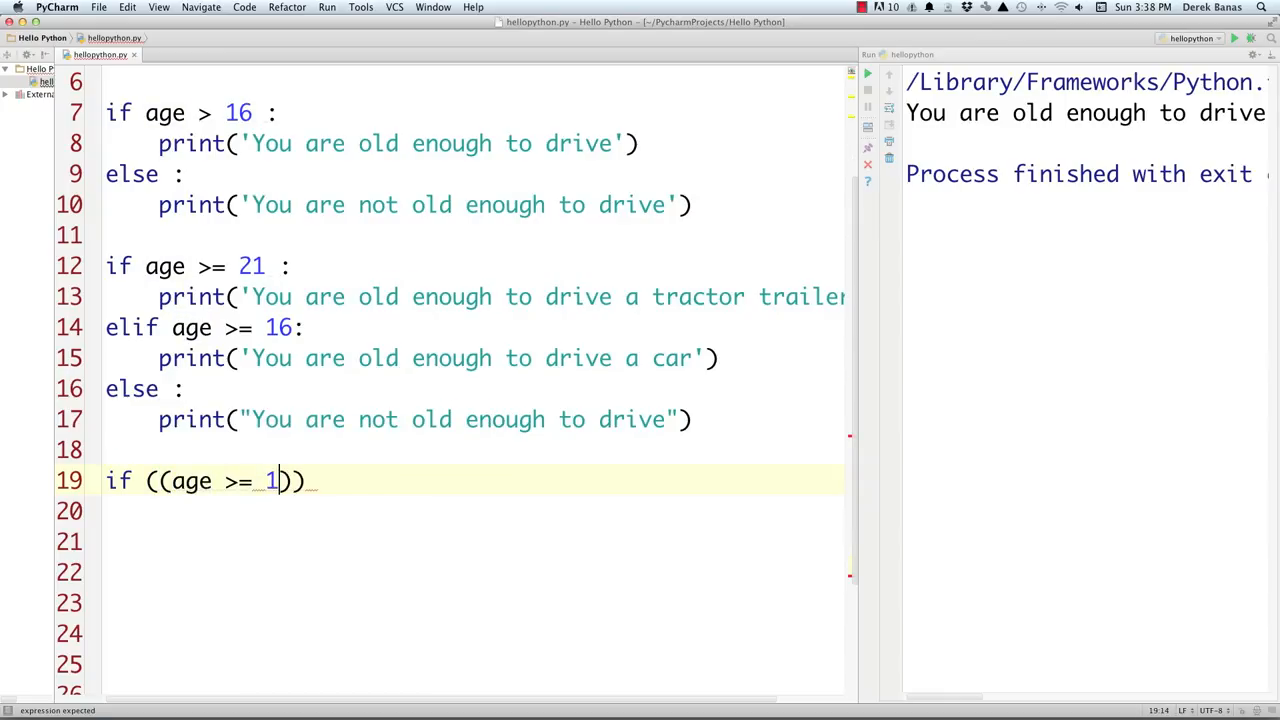 PyCharm File Edit View Navigate Code Refactor Run Tools VCS Window Help 10 Sun 3:38 PM Derek Banas
hellopython.py - Hello Python - [~/PycharmProjects/Hello Python]
Hello Python hellopython.py hellopython
hellopython.py Run hellopython
Hello P
hell
Extern
6
7 if age > 16 :
8 print('You are old enough to drive')
9 else :
10 print('You are not old enough to drive')
11
12 if age >= 21 :
13 print('You are old enough to drive a tractor trailer
14 elif age >= 16:
15 print('You are old enough to drive a car')
16 else :
17 print("You are not old enough to drive")
18
19 if ((age >= 1))
20
21
22
23
24
25
26
/Library/Frameworks/Python.
You are old enough to drive
Process finished with exit
expression expected 19:14 LF UTF-8